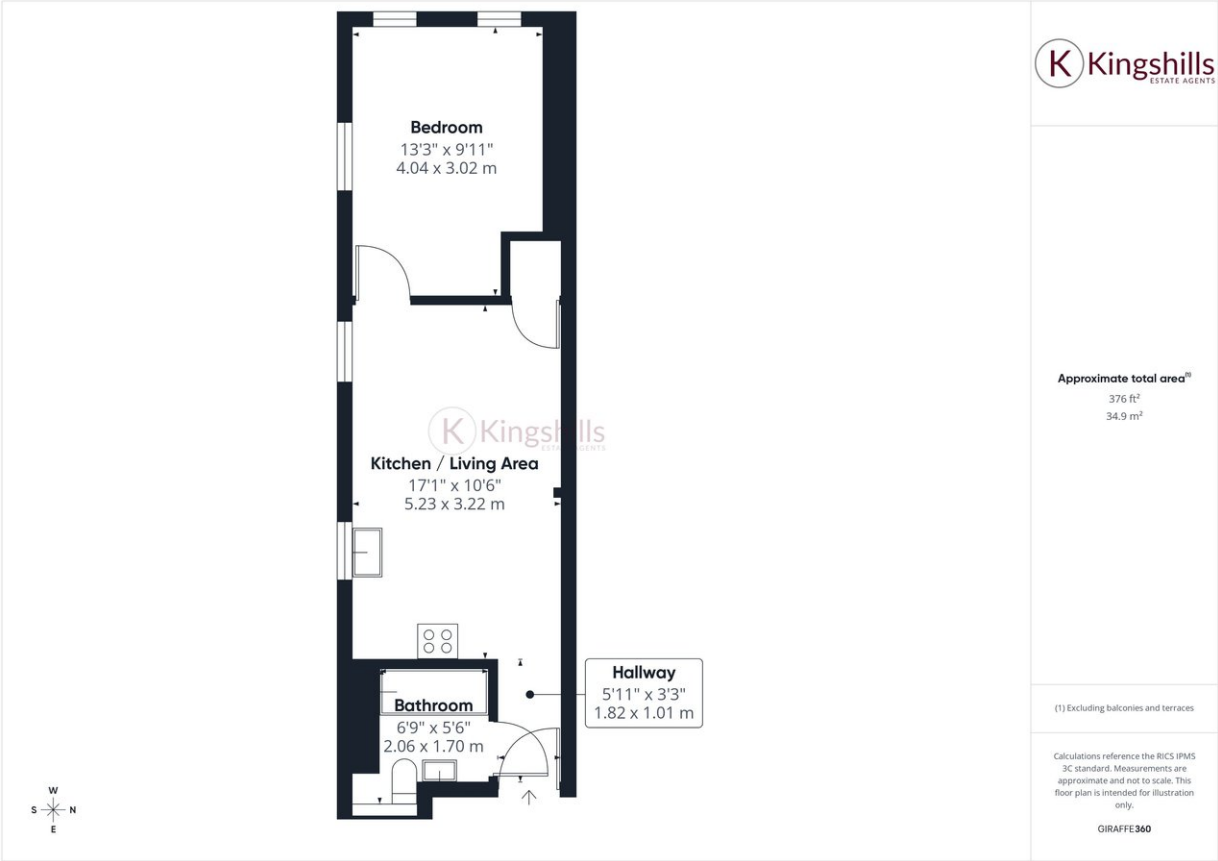 Bedroom
13'3" x 9'11"
4.04 x 3.02 m
K Kingshills
ESTATE AGENTS
Kitchen / Living Area
17'1" x 10'6"
5.23 x 3.22 m
Hallway
5'11" x 3'3"
1.82 x 1.01 m
Bathroom
6'9" x 5'6"
2.06 x 1.70 m
W
S N
E
K Kingshills
ESTATE AGENTS
Approximate total area(1)
376 ft²
34.9 m²
(1) Excluding balconies and terraces
Calculations reference the RICS IPMS
3C standard. Measurements are
approximate and not to scale. This
floor plan is intended for illustration
only.
GIRAFFE360